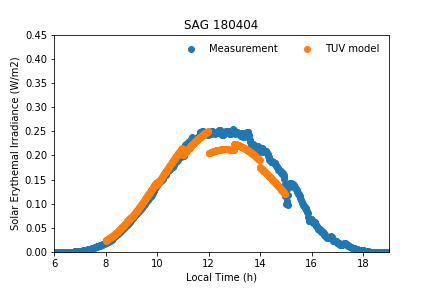 SAG 180404
Measurement
TUV model
Solar Erythemal Irradiance (W/m2)
0.45
0.40
0.35
0.30
0.25
0.20
0.15
0.10
0.05
0.00
6 8 10 12 14 16 18
Local Time (h)